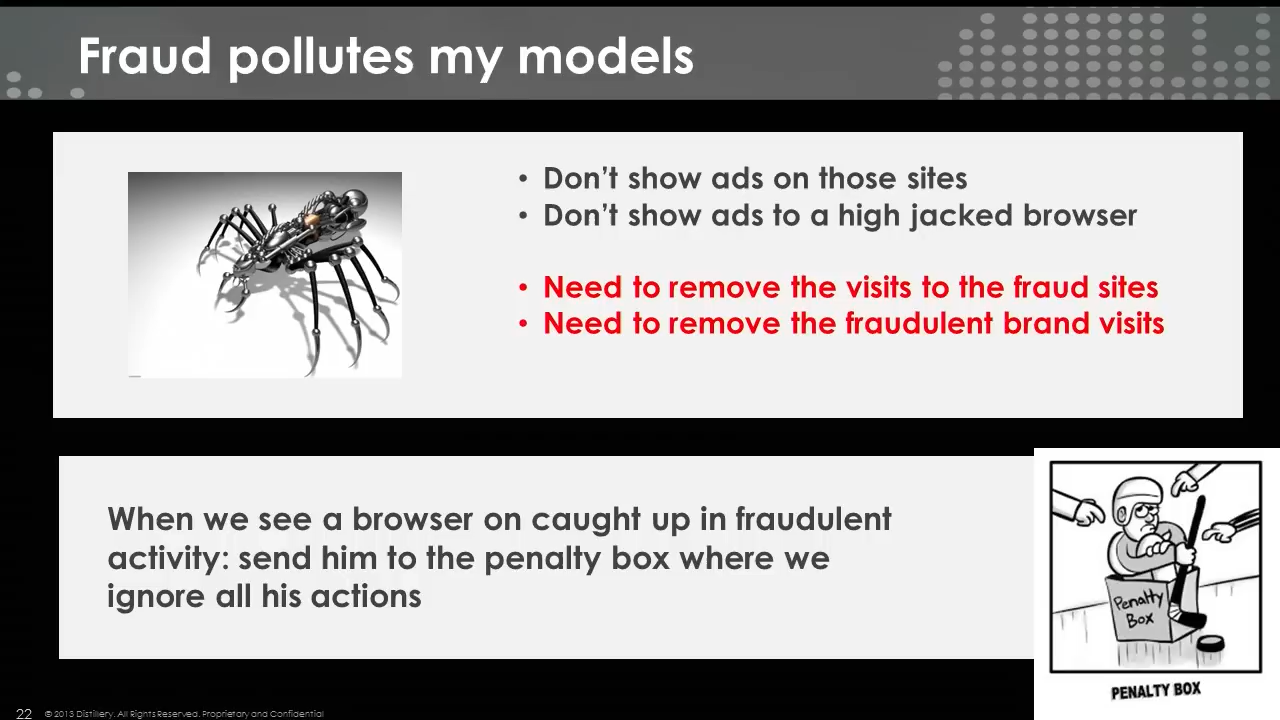 Fraud pollutes my models
• Don't show ads on those sites
• Don't show ads to a high jacked browser
• Need to remove the visits to the fraud sites
• Need to remove the fraudulent brand visits
When we see a browser on caught up in fraudulent
activity: send him to the penalty box where we
ignore all his actions
Penalty
Box
PENALTY BOX
22 © 2013 Distillery. All Rights Reserved. Proprietary and Confidential